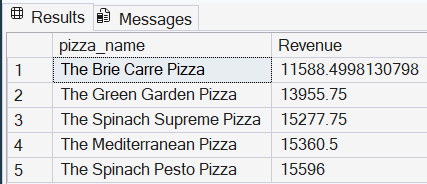 Results Messages
pizza_name Revenue
1 The Brie Carre Pizza 11588.4998130798
2 The Green Garden Pizza 13955.75
3 The Spinach Supreme Pizza 15277.75
4 The Mediterranean Pizza 15360.5
5 The Spinach Pesto Pizza 15596